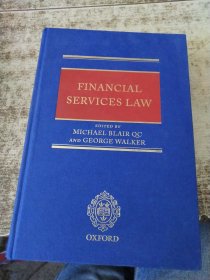 FINANCIAL
SERVICES LAW
EDITED BY
MICHAEL BLAIR QC
AND GEORGE WALKER
OXFORD